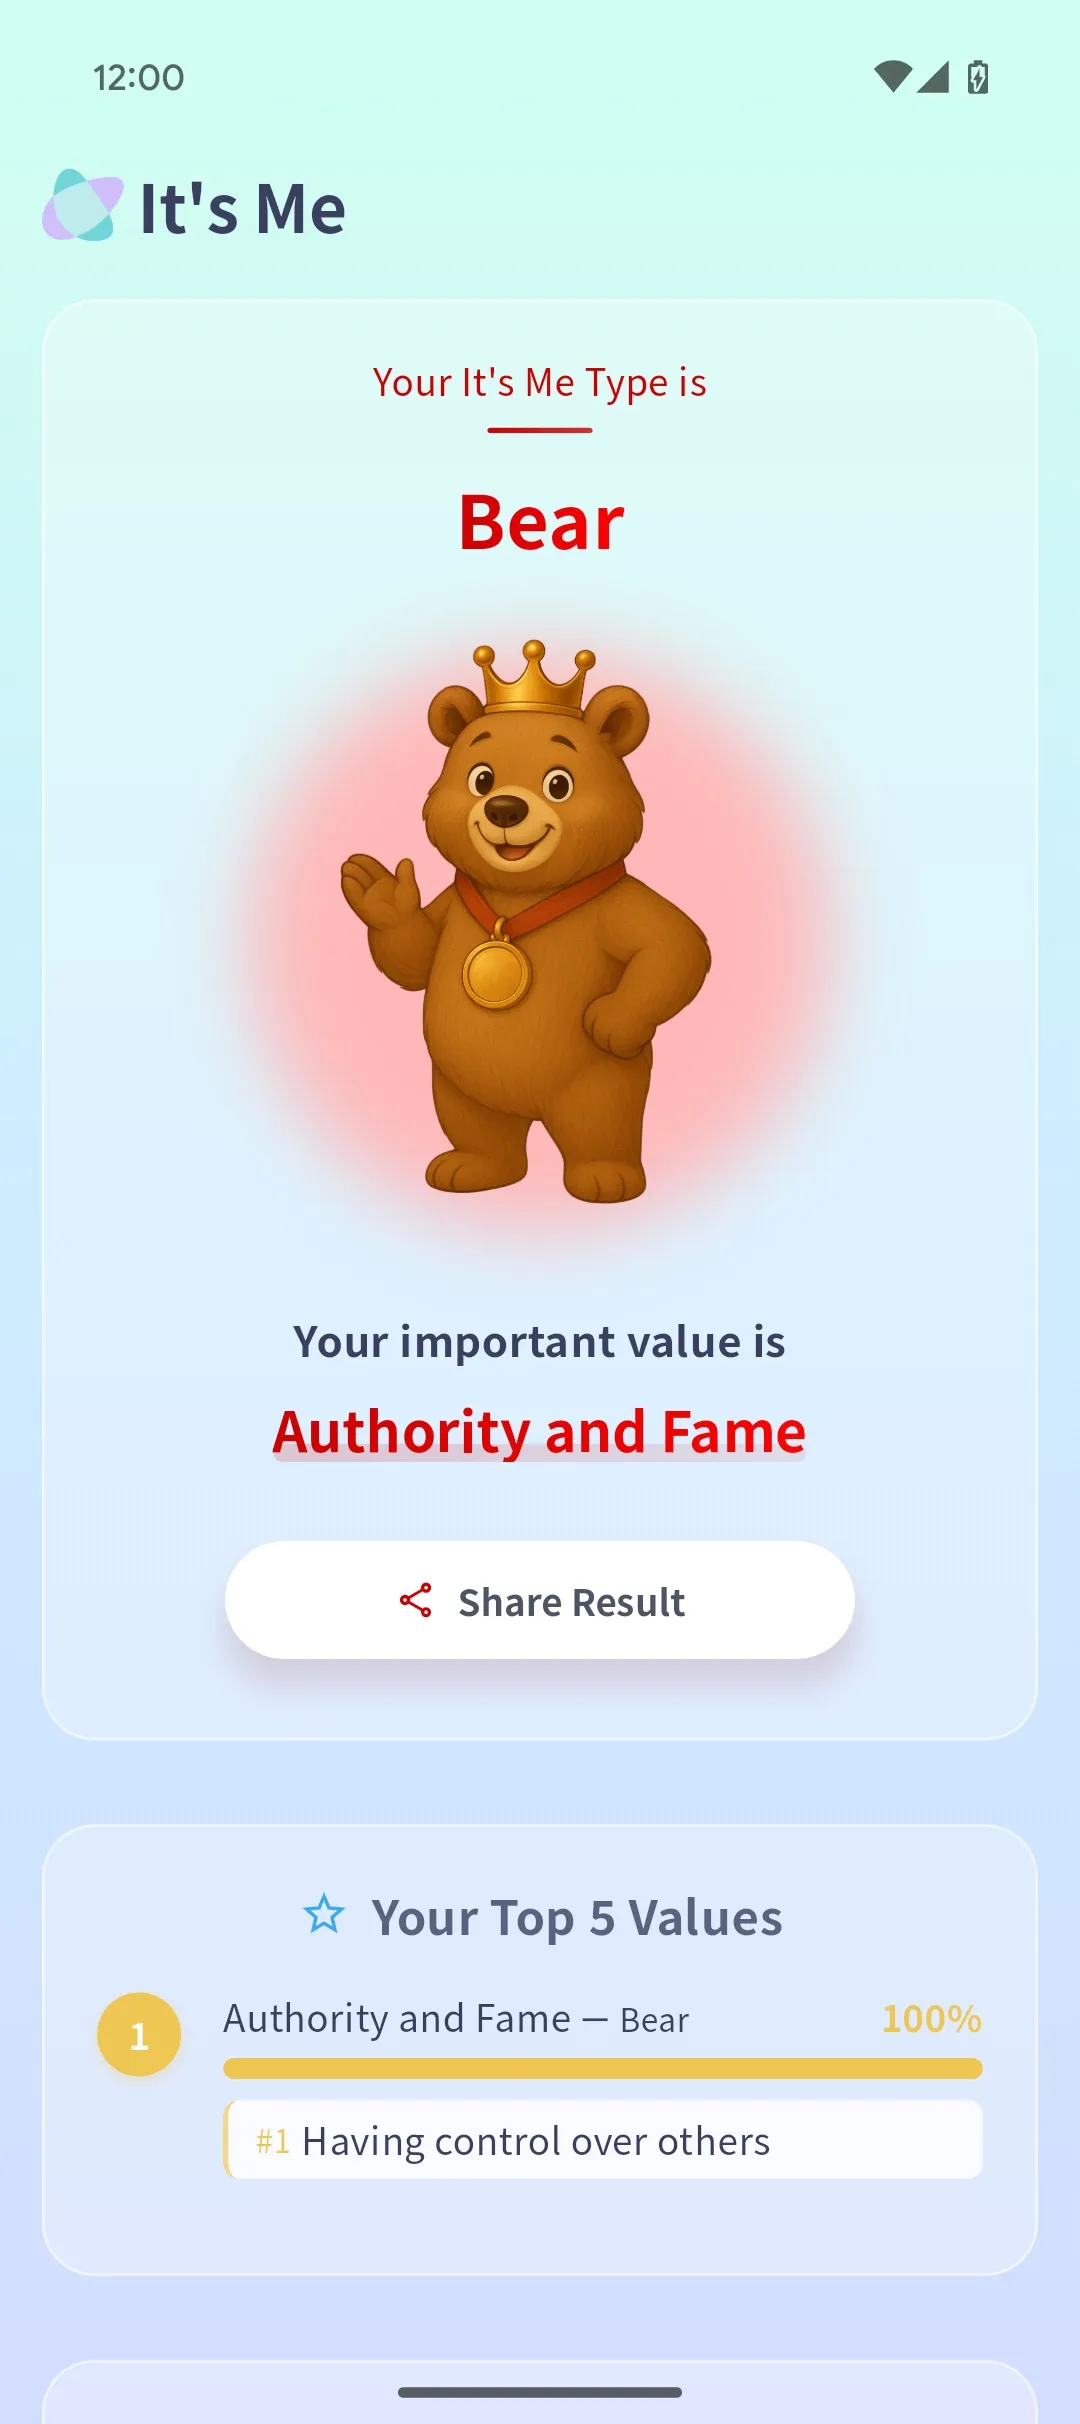 12:00
It's Me
Your It's Me Type is
Bear
Your important value is
Authority and Fame
Share Result
Your Top 5 Values
1
Authority and Fame — Bear
100%
#1 Having control over others